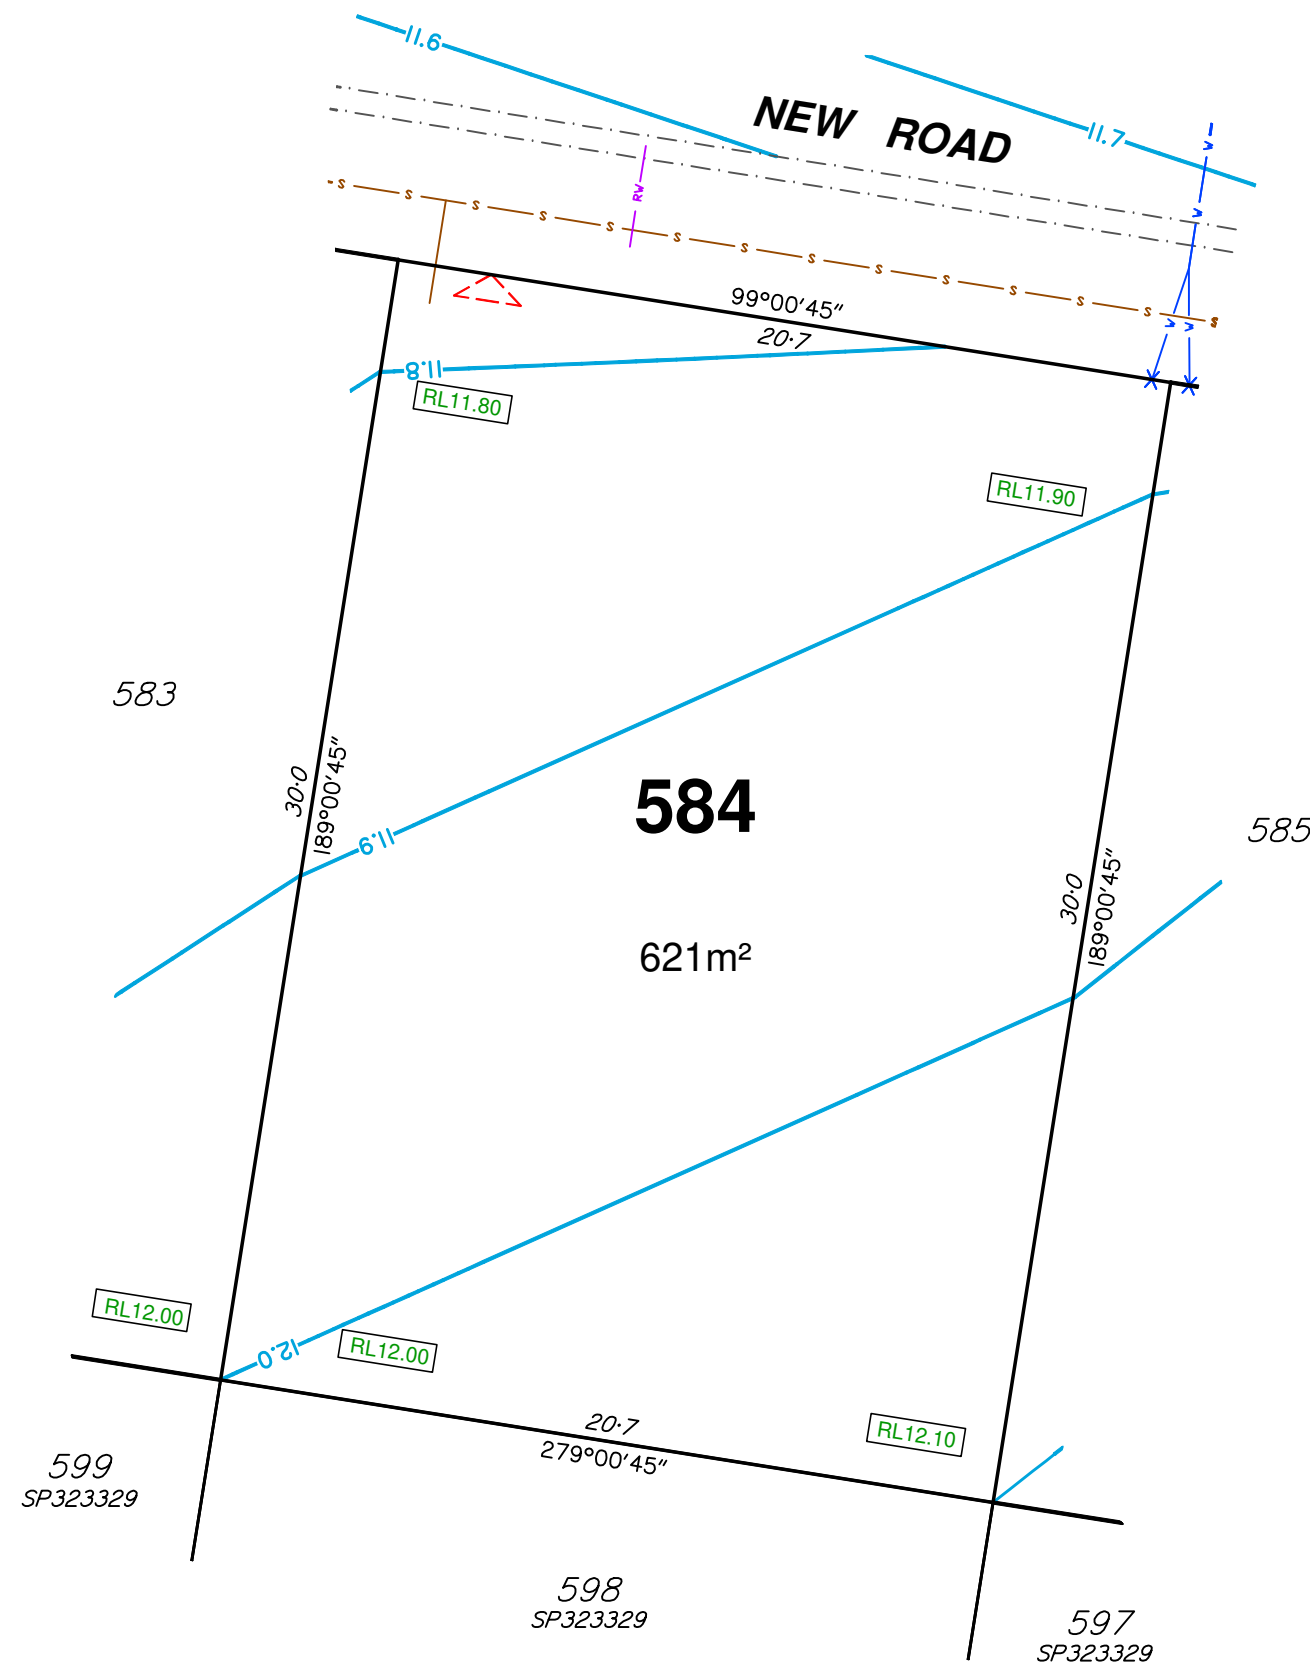 11.6
NEW ROAD
11.7
W
W
W
W
RW
S S S S S S S S S S S S S S
99°00'45"
20·7
11.8
RL11.80
RL11.90
583
30·0
189°00'45"
11.9
584
585
30·0
189°00'45"
621m²
RL12.00
12.0
RL12.00
RL12.10
20·7
279°00'45"
599
SP323329
598
SP323329
597
SP323329